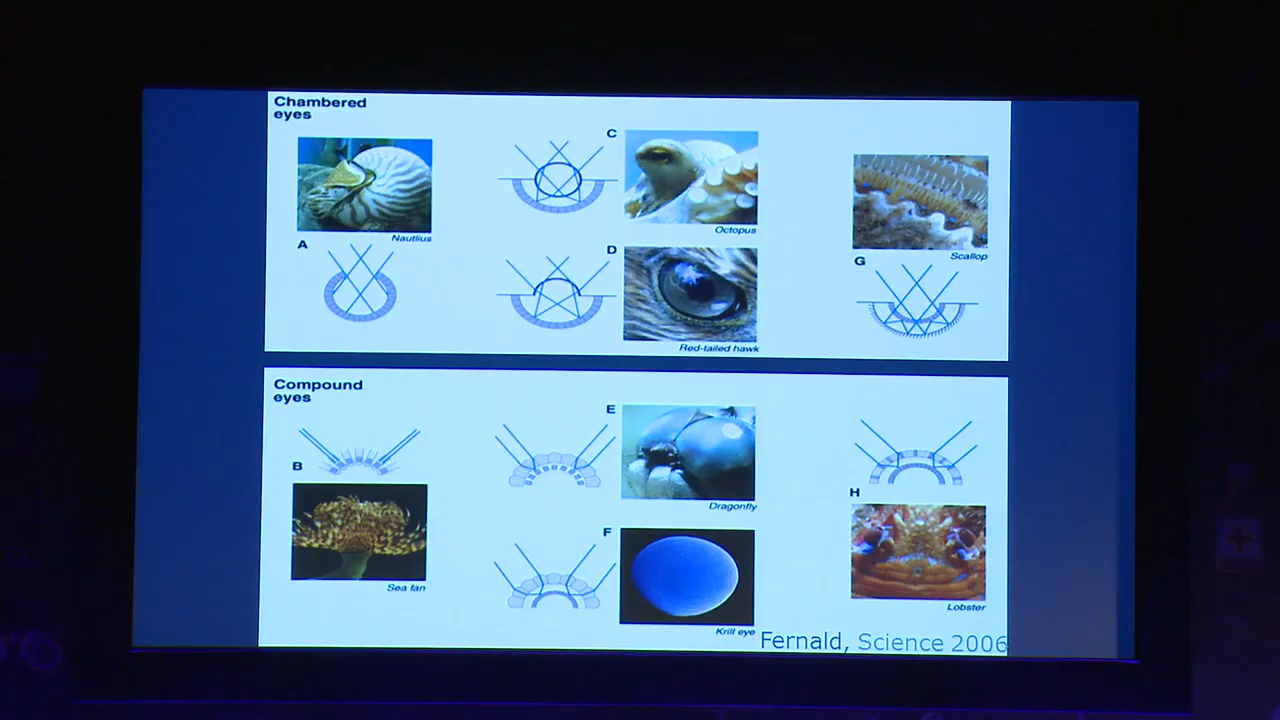 Chambered
eyes
C
Octopus
Nautilus
A
D
Red-tailed hawk
Scallop
G
Compound
eyes
B
Sea fan
E
Dragonfly
F
Krill eye
H
Lobster
Fernald, Science 2006